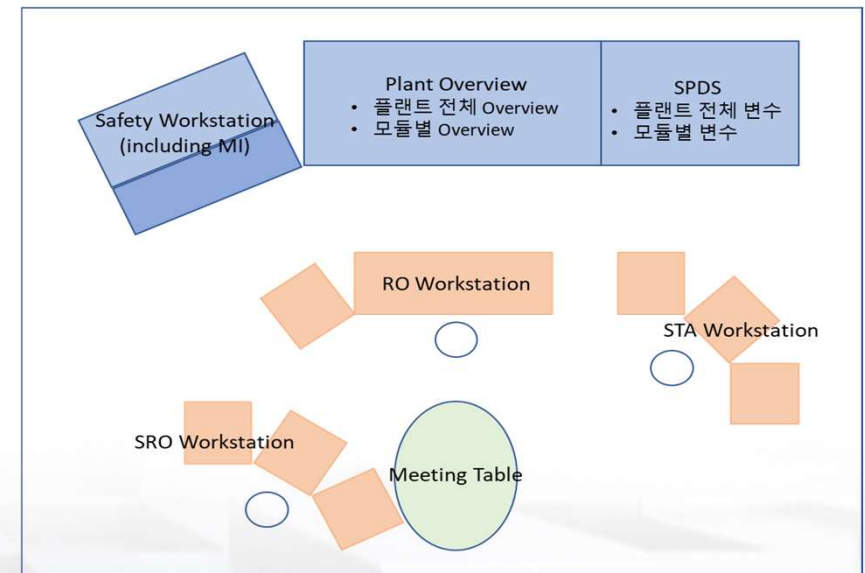 Safety Workstation
(including MI)
Plant Overview
• 플랜트 전체 Overview
• 모듈별 Overview
SPDS
• 플랜트 전체 변수
• 모듈별 변수
RO Workstation
STA Workstation
SRO Workstation
Meeting Table